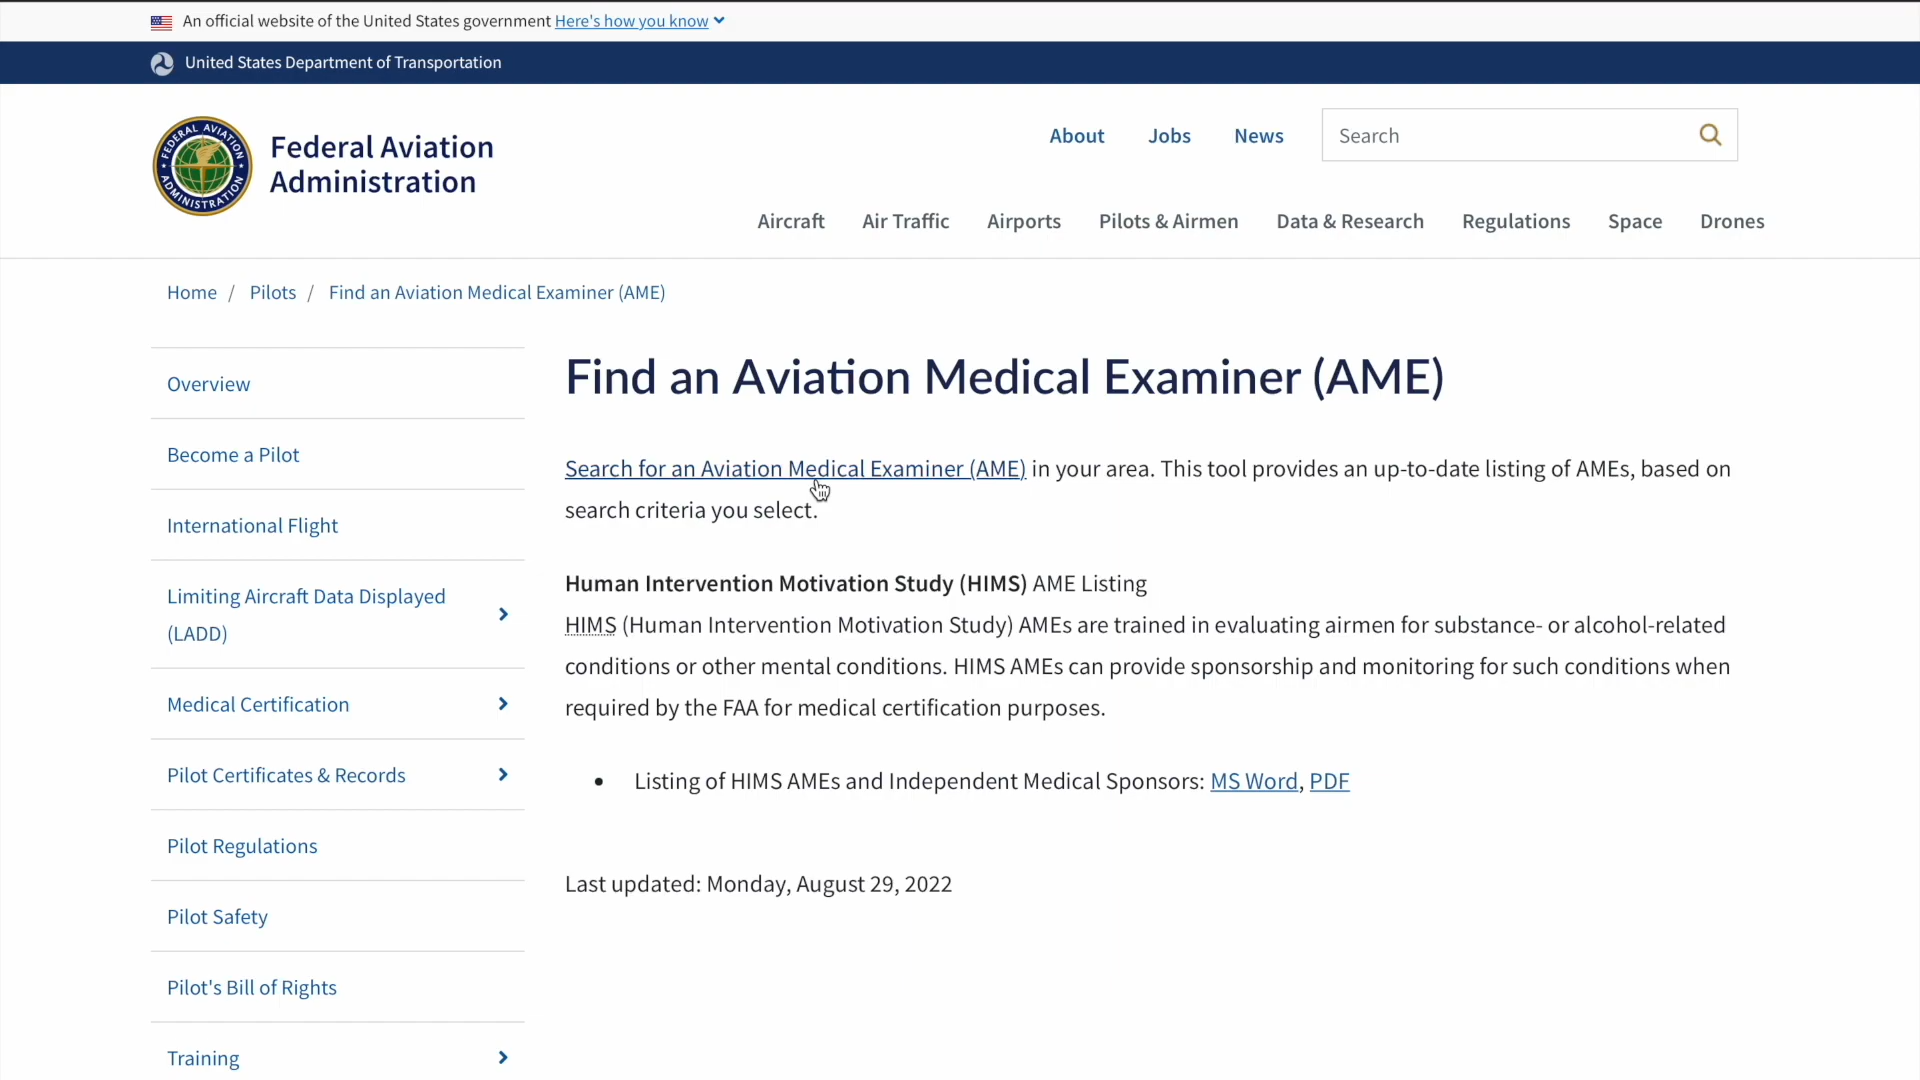 An official website of the United States government Here's how you know
United States Department of Transportation
FEDERAL AVIATION ADMINISTRATION
Federal Aviation
Administration
About Jobs News Search
Aircraft Air Traffic Airports Pilots & Airmen Data & Research Regulations Space Drones
Home / Pilots / Find an Aviation Medical Examiner (AME)
Overview
Become a Pilot
International Flight
Limiting Aircraft Data Displayed
(LADD)
Medical Certification
Pilot Certificates & Records
Pilot Regulations
Pilot Safety
Pilot's Bill of Rights
Training
Find an Aviation Medical Examiner (AME)
Search for an Aviation Medical Examiner (AME) in your area. This tool provides an up-to-date listing of AMEs, based on
search criteria you select.
Human Intervention Motivation Study (HIMS) AME Listing
HIMS (Human Intervention Motivation Study) AMEs are trained in evaluating airmen for substance- or alcohol-related
conditions or other mental conditions. HIMS AMEs can provide sponsorship and monitoring for such conditions when
required by the FAA for medical certification purposes.
• Listing of HIMS AMEs and Independent Medical Sponsors: MS Word, PDF
Last updated: Monday, August 29, 2022